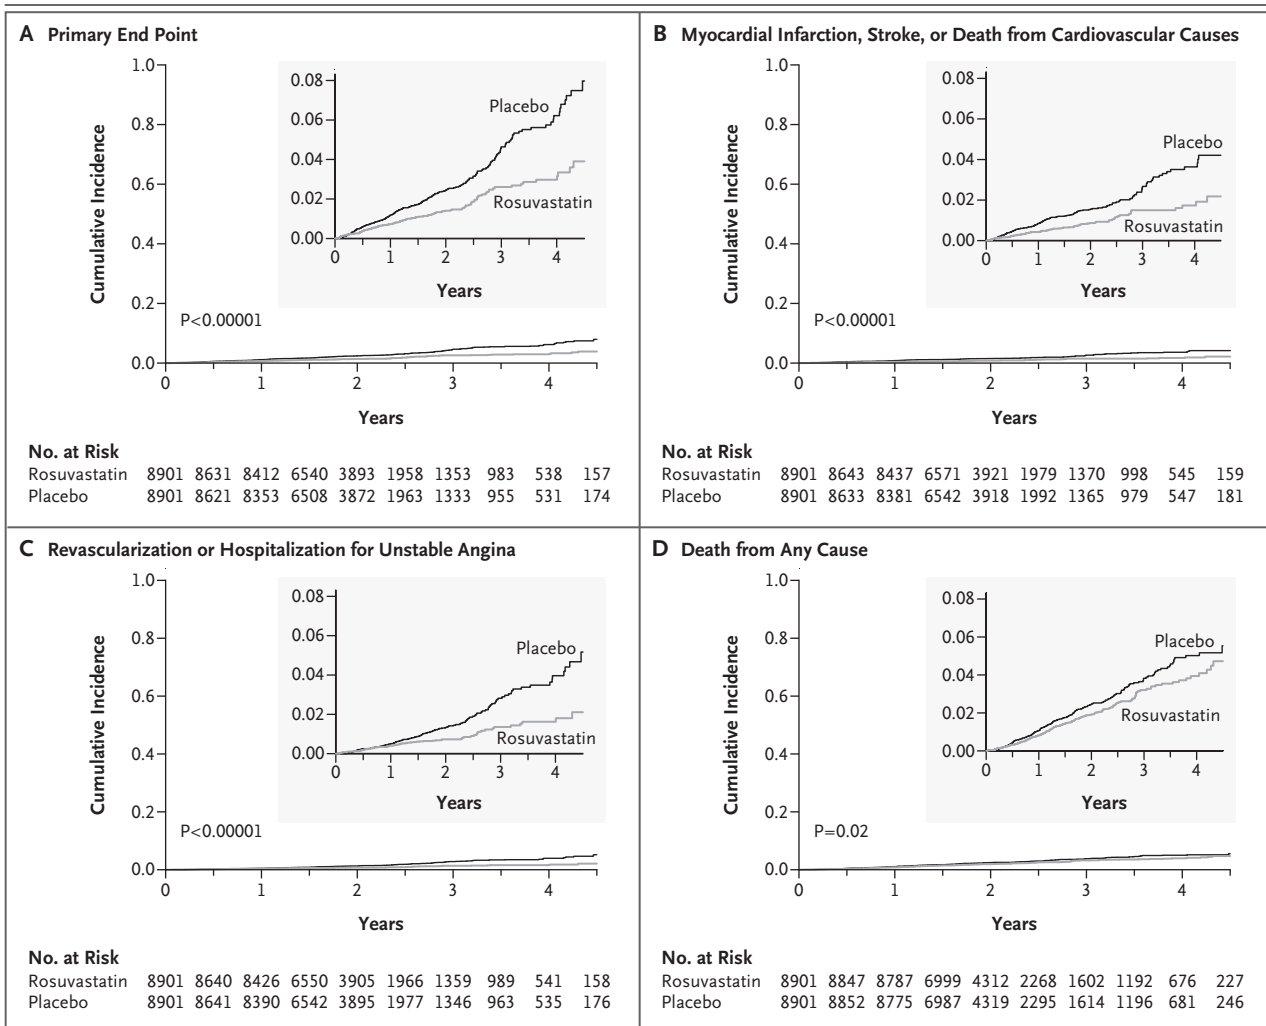 A Primary End Point
1.0
0.8
0.6
0.4
0.2
0.0
Cumulative Incidence
0.08
0.06
0.04
0.02
0.00
Placebo
Rosuvastatin
0 1 2 3 4
Years
P<0.00001
0 1 2 3 4
Years
No. at Risk
Rosuvastatin 8901 8631 8412 6540 3893 1958 1353 983 538 157
Placebo 8901 8621 8353 6508 3872 1963 1333 955 531 174
B Myocardial Infarction, Stroke, or Death from Cardiovascular Causes
1.0
0.8
0.6
0.4
0.2
0.0
Cumulative Incidence
0.08
0.06
0.04
0.02
0.00
Placebo
Rosuvastatin
0 1 2 3 4
Years
P<0.00001
0 1 2 3 4
Years
No. at Risk
Rosuvastatin 8901 8643 8437 6571 3921 1979 1370 998 545 159
Placebo 8901 8633 8381 6542 3918 1992 1365 979 547 181
C Revascularization or Hospitalization for Unstable Angina
1.0
0.8
0.6
0.4
0.2
0.0
Cumulative Incidence
0.08
0.06
0.04
0.02
0.00
Placebo
Rosuvastatin
0 1 2 3 4
Years
P<0.00001
0 1 2 3 4
Years
No. at Risk
Rosuvastatin 8901 8640 8426 6550 3905 1966 1359 989 541 158
Placebo 8901 8641 8390 6542 3895 1977 1346 963 535 176
D Death from Any Cause
1.0
0.8
0.6
0.4
0.2
0.0
Cumulative Incidence
0.08
0.06
0.04
0.02
0.00
Placebo
Rosuvastatin
0 1 2 3 4
Years
P=0.02
0 1 2 3 4
Years
No. at Risk
Rosuvastatin 8901 8847 8787 6999 4312 2268 1602 1192 676 227
Placebo 8901 8852 8775 6987 4319 2295 1614 1196 681 246